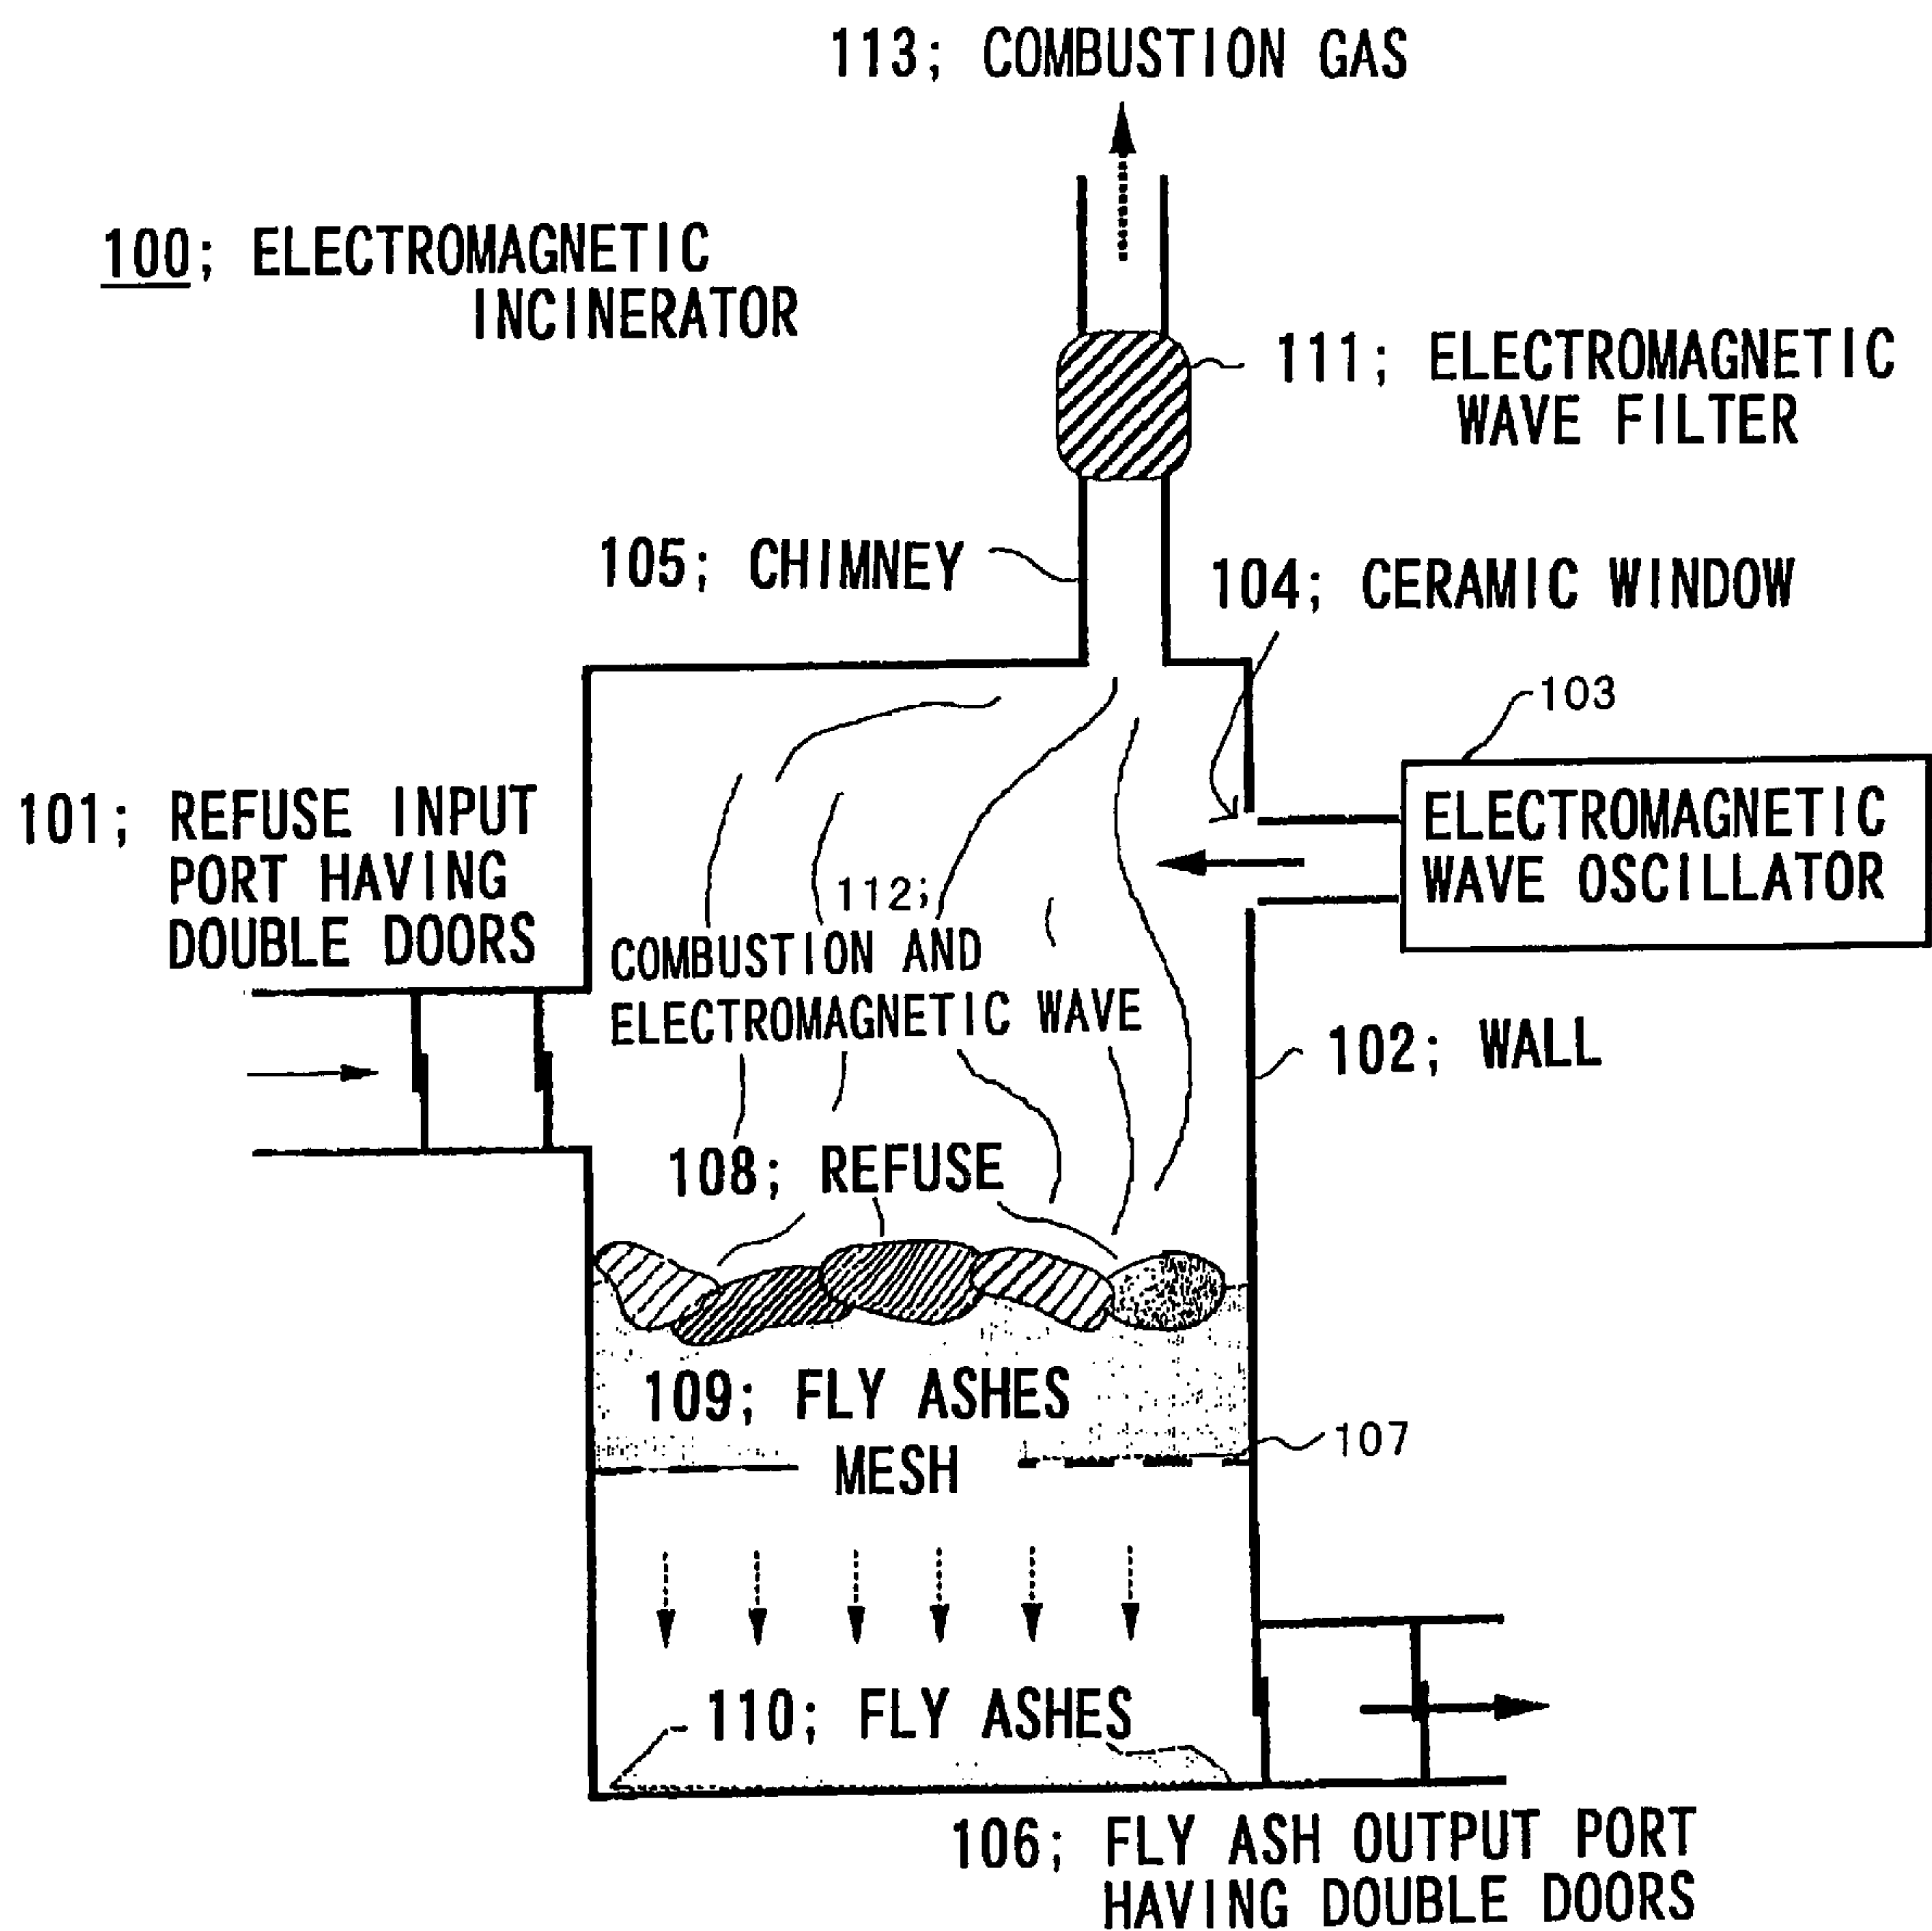 113; COMBUSTION GAS
100; ELECTROMAGNETIC
INCINERATOR
111; ELECTROMAGNETIC
WAVE FILTER
105; CHIMNEY
104; CERAMIC WINDOW
103
101; REFUSE INPUT
PORT HAVING
DOUBLE DOORS
ELECTROMAGNETIC
WAVE OSCILLATOR
112;
COMBUSTION AND
ELECTROMAGNETIC WAVE
102; WALL
108; REFUSE
109; FLY ASHES
107
MESH
110; FLY ASHES
106; FLY ASH OUTPUT PORT
HAVING DOUBLE DOORS